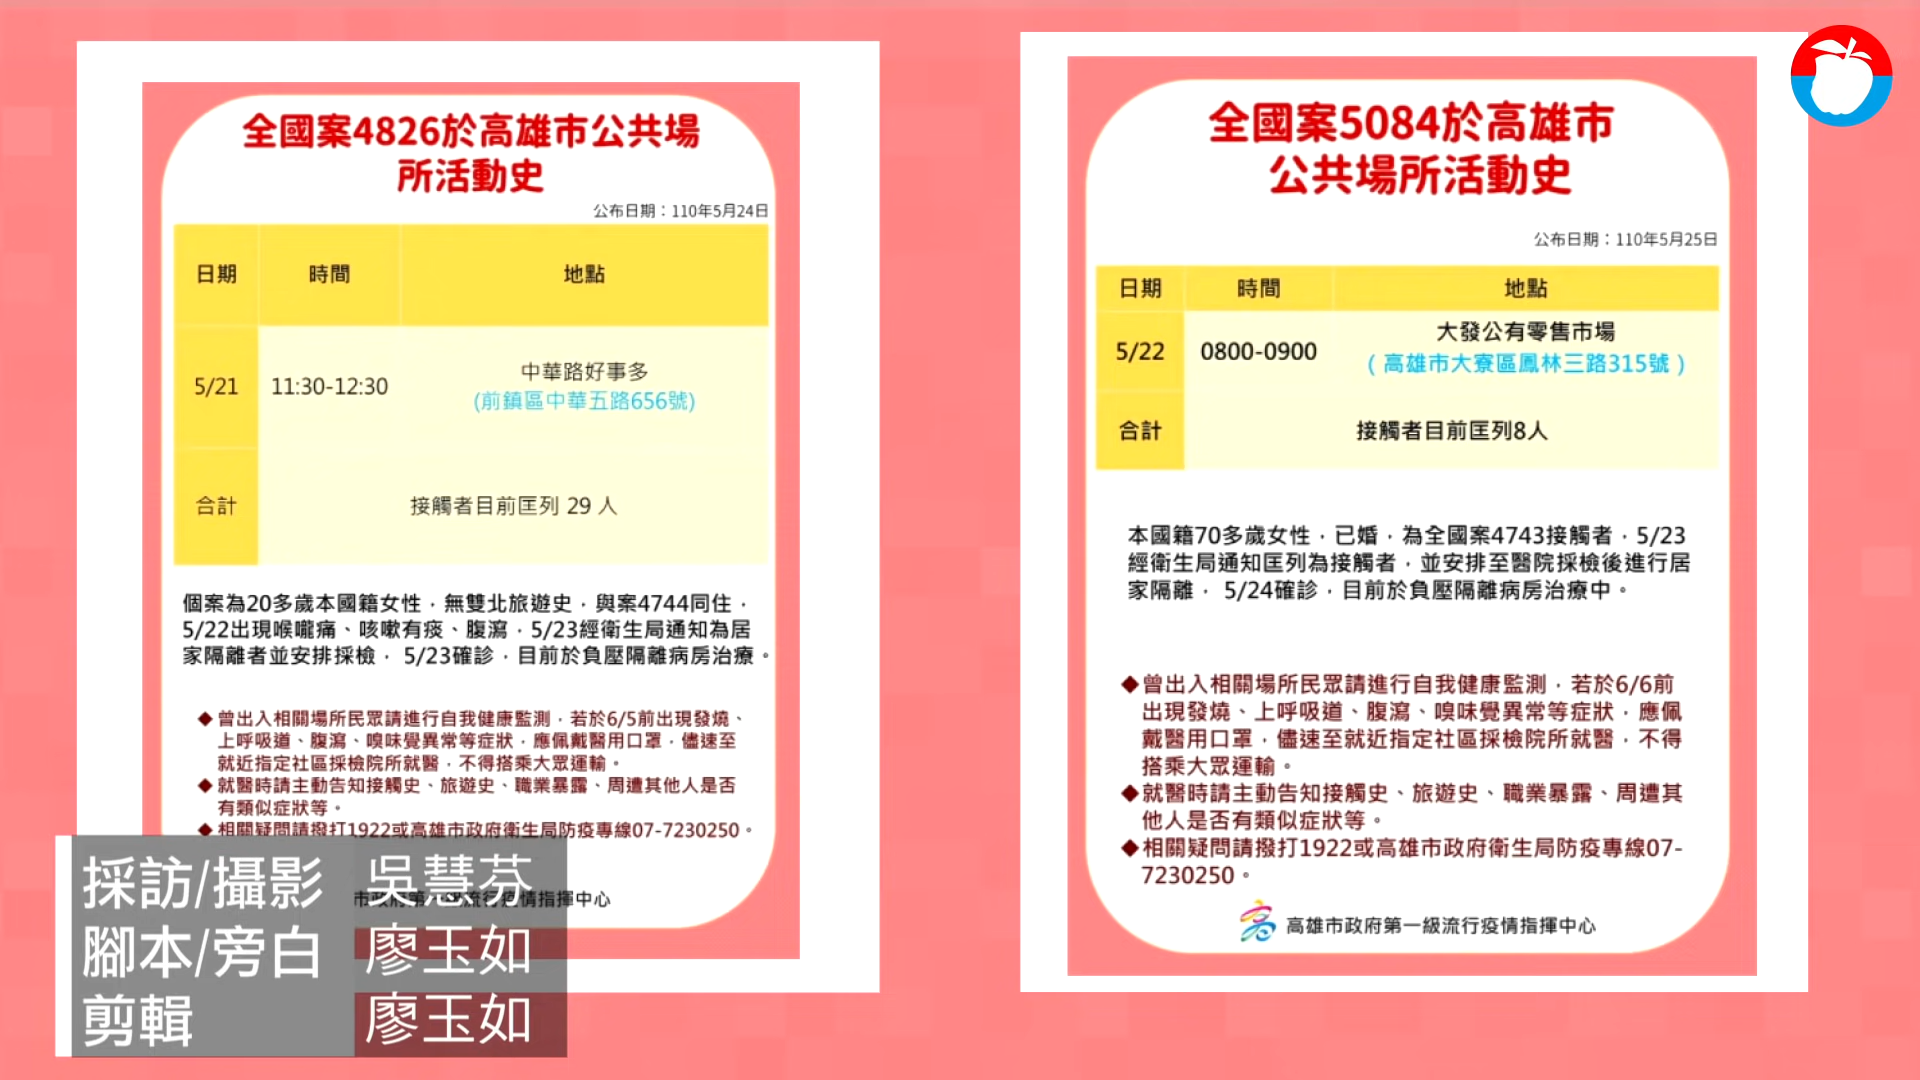 全國案4826於高雄市公共場
所活動史
公布日期：110年5月24日
日期 時間 地點
5/21 11:30-12:30 中華路好事多
(前鎮區中華五路656號)
合計 接觸者目前匡列 29 人
個案為20多歲本國籍女性，無雙北旅遊史，與案4744同住，
5/22出現喉嚨痛、咳嗽有痰、腹瀉，5/23經衛生局通知為居
家隔離者並安排採檢， 5/23確診，目前於負壓隔離病房治療。
◆曾出入相關場所民眾請進行自我健康監測，若於6/5前出現發燒、
上呼吸道、腹瀉、嗅味覺異常等症狀，應佩戴醫用口罩，儘速至
就近指定社區採檢院所就醫，不得搭乘大眾運輸。
◆就醫時請主動告知接觸史、旅遊史、職業暴露、周遭其他人是否
有類似症狀等。
◆相關疑問請撥打1922或高雄市政府衛生局防疫專線07-7230250。
市政府第一級流行疫情指揮中心
全國案5084於高雄市
公共場所活動史
公布日期：110年5月25日
日期 時間 地點
5/22 0800-0900 大發公有零售市場
（高雄市大寮區鳳林三路315號）
合計 接觸者目前匡列8人
本國籍70多歲女性，已婚，為全國案4743接觸者，5/23
經衛生局通知匡列為接觸者，並安排至醫院採檢後進行居
家隔離， 5/24確診，目前於負壓隔離病房治療中。
◆曾出入相關場所民眾請進行自我健康監測，若於6/6前
出現發燒、上呼吸道、腹瀉、嗅味覺異常等症狀，應佩
戴醫用口罩，儘速至就近指定社區採檢院所就醫，不得
搭乘大眾運輸。
◆就醫時請主動告知接觸史、旅遊史、職業暴露、周遭其
他人是否有類似症狀等。
◆相關疑問請撥打1922或高雄市政府衛生局防疫專線07-
7230250。
高雄市政府第一級流行疫情指揮中心
採訪/攝影 吳慧芬
腳本/旁白 廖玉如
剪輯 廖玉如